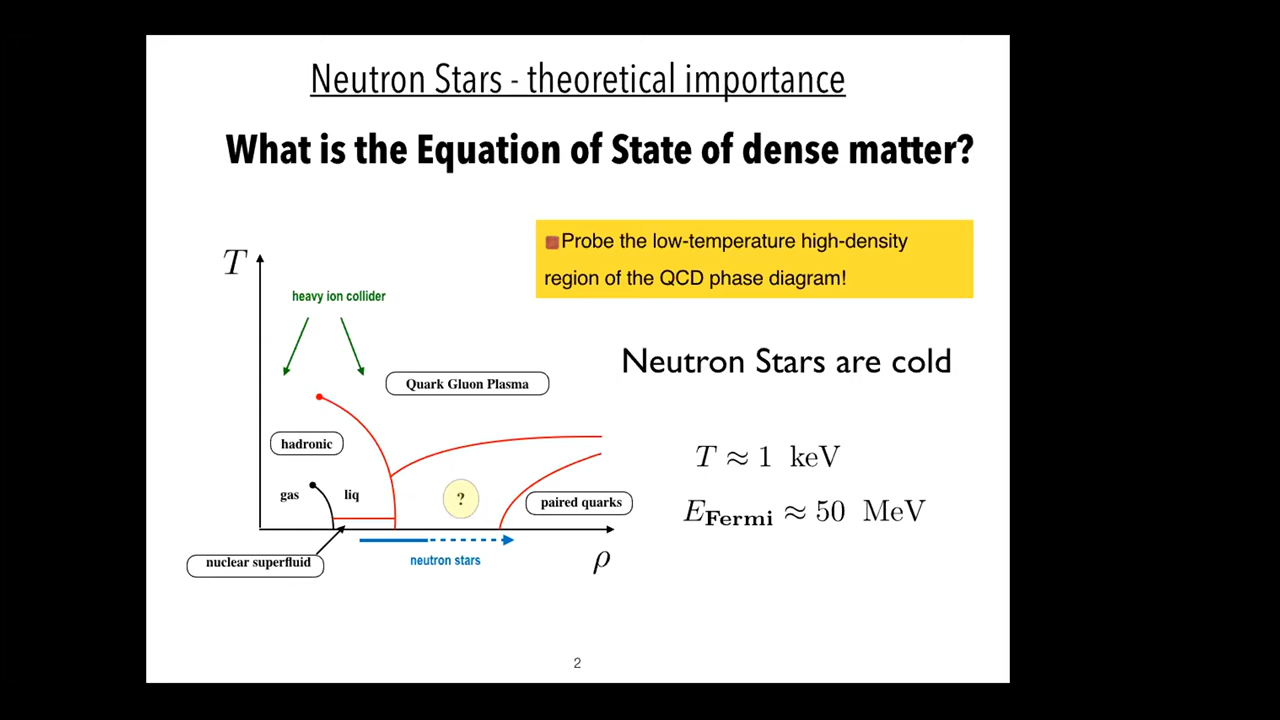 Neutron Stars - theoretical importance
What is the Equation of State of dense matter?
Probe the low-temperature high-density
region of the QCD phase diagram!
T
heavy ion collider
Neutron Stars are cold
Quark Gluon Plasma
hadronic
T ≈ 1 keV
gas
liq
?
paired quarks
E_Fermi ≈ 50 MeV
nuclear superfluid
neutron stars
ρ
2